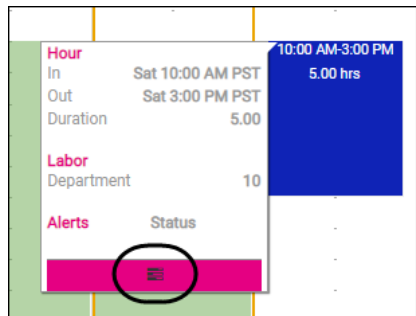 Hour
In Sat 10:00 AM PST
Out Sat 3:00 PM PST
Duration 5.00
Labor
Department 10
Alerts Status
10:00 AM-3:00 PM
5.00 hrs